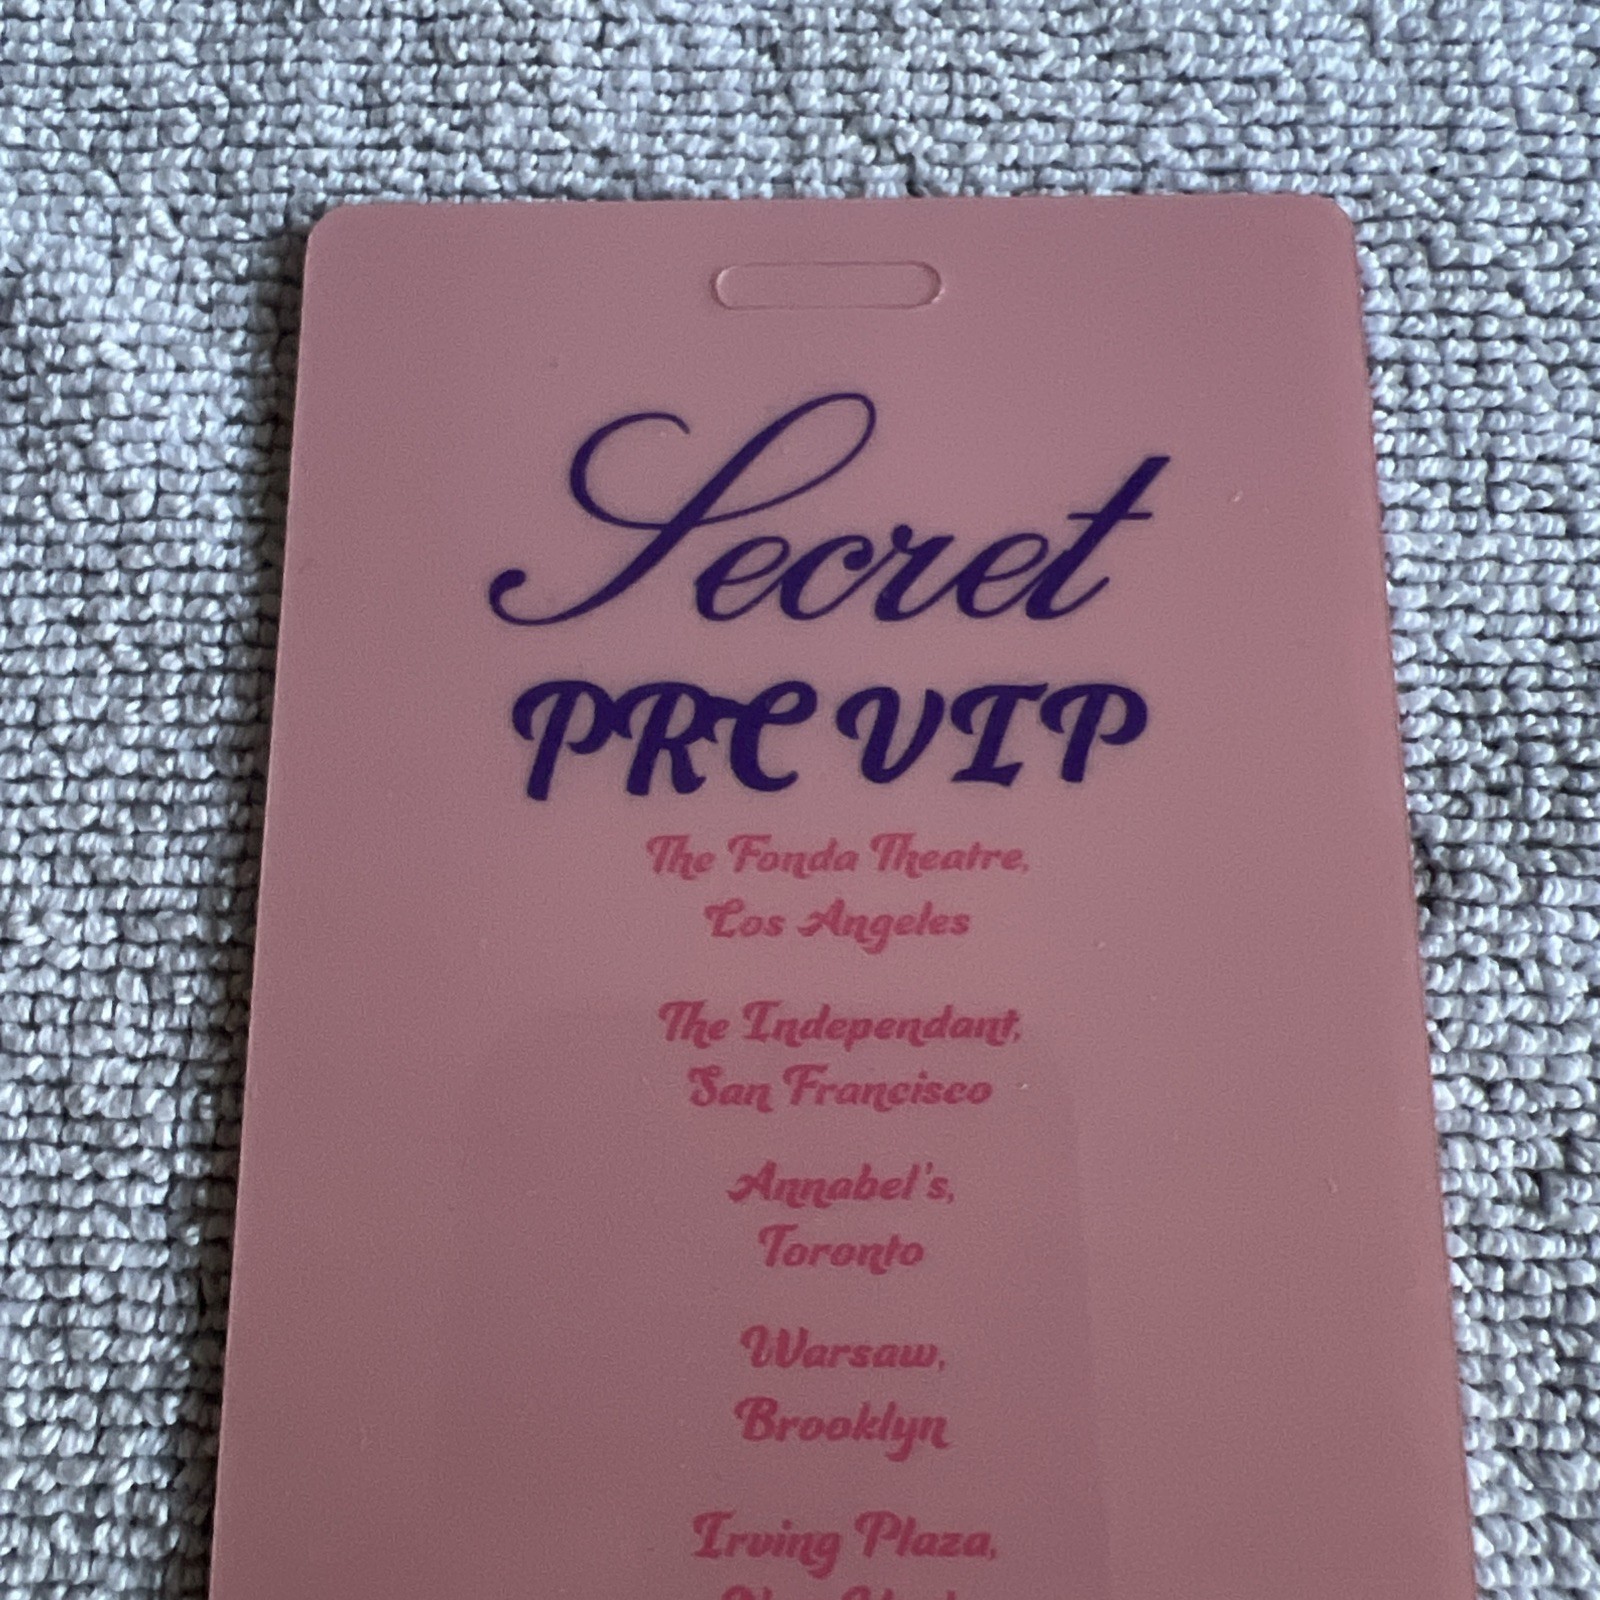 Secret
PRC VIP
The Fonda Theatre,
Los Angeles
The Independant,
San Francisco
Annabel's,
Toronto
Warsaw,
Brooklyn
Irving Plaza,